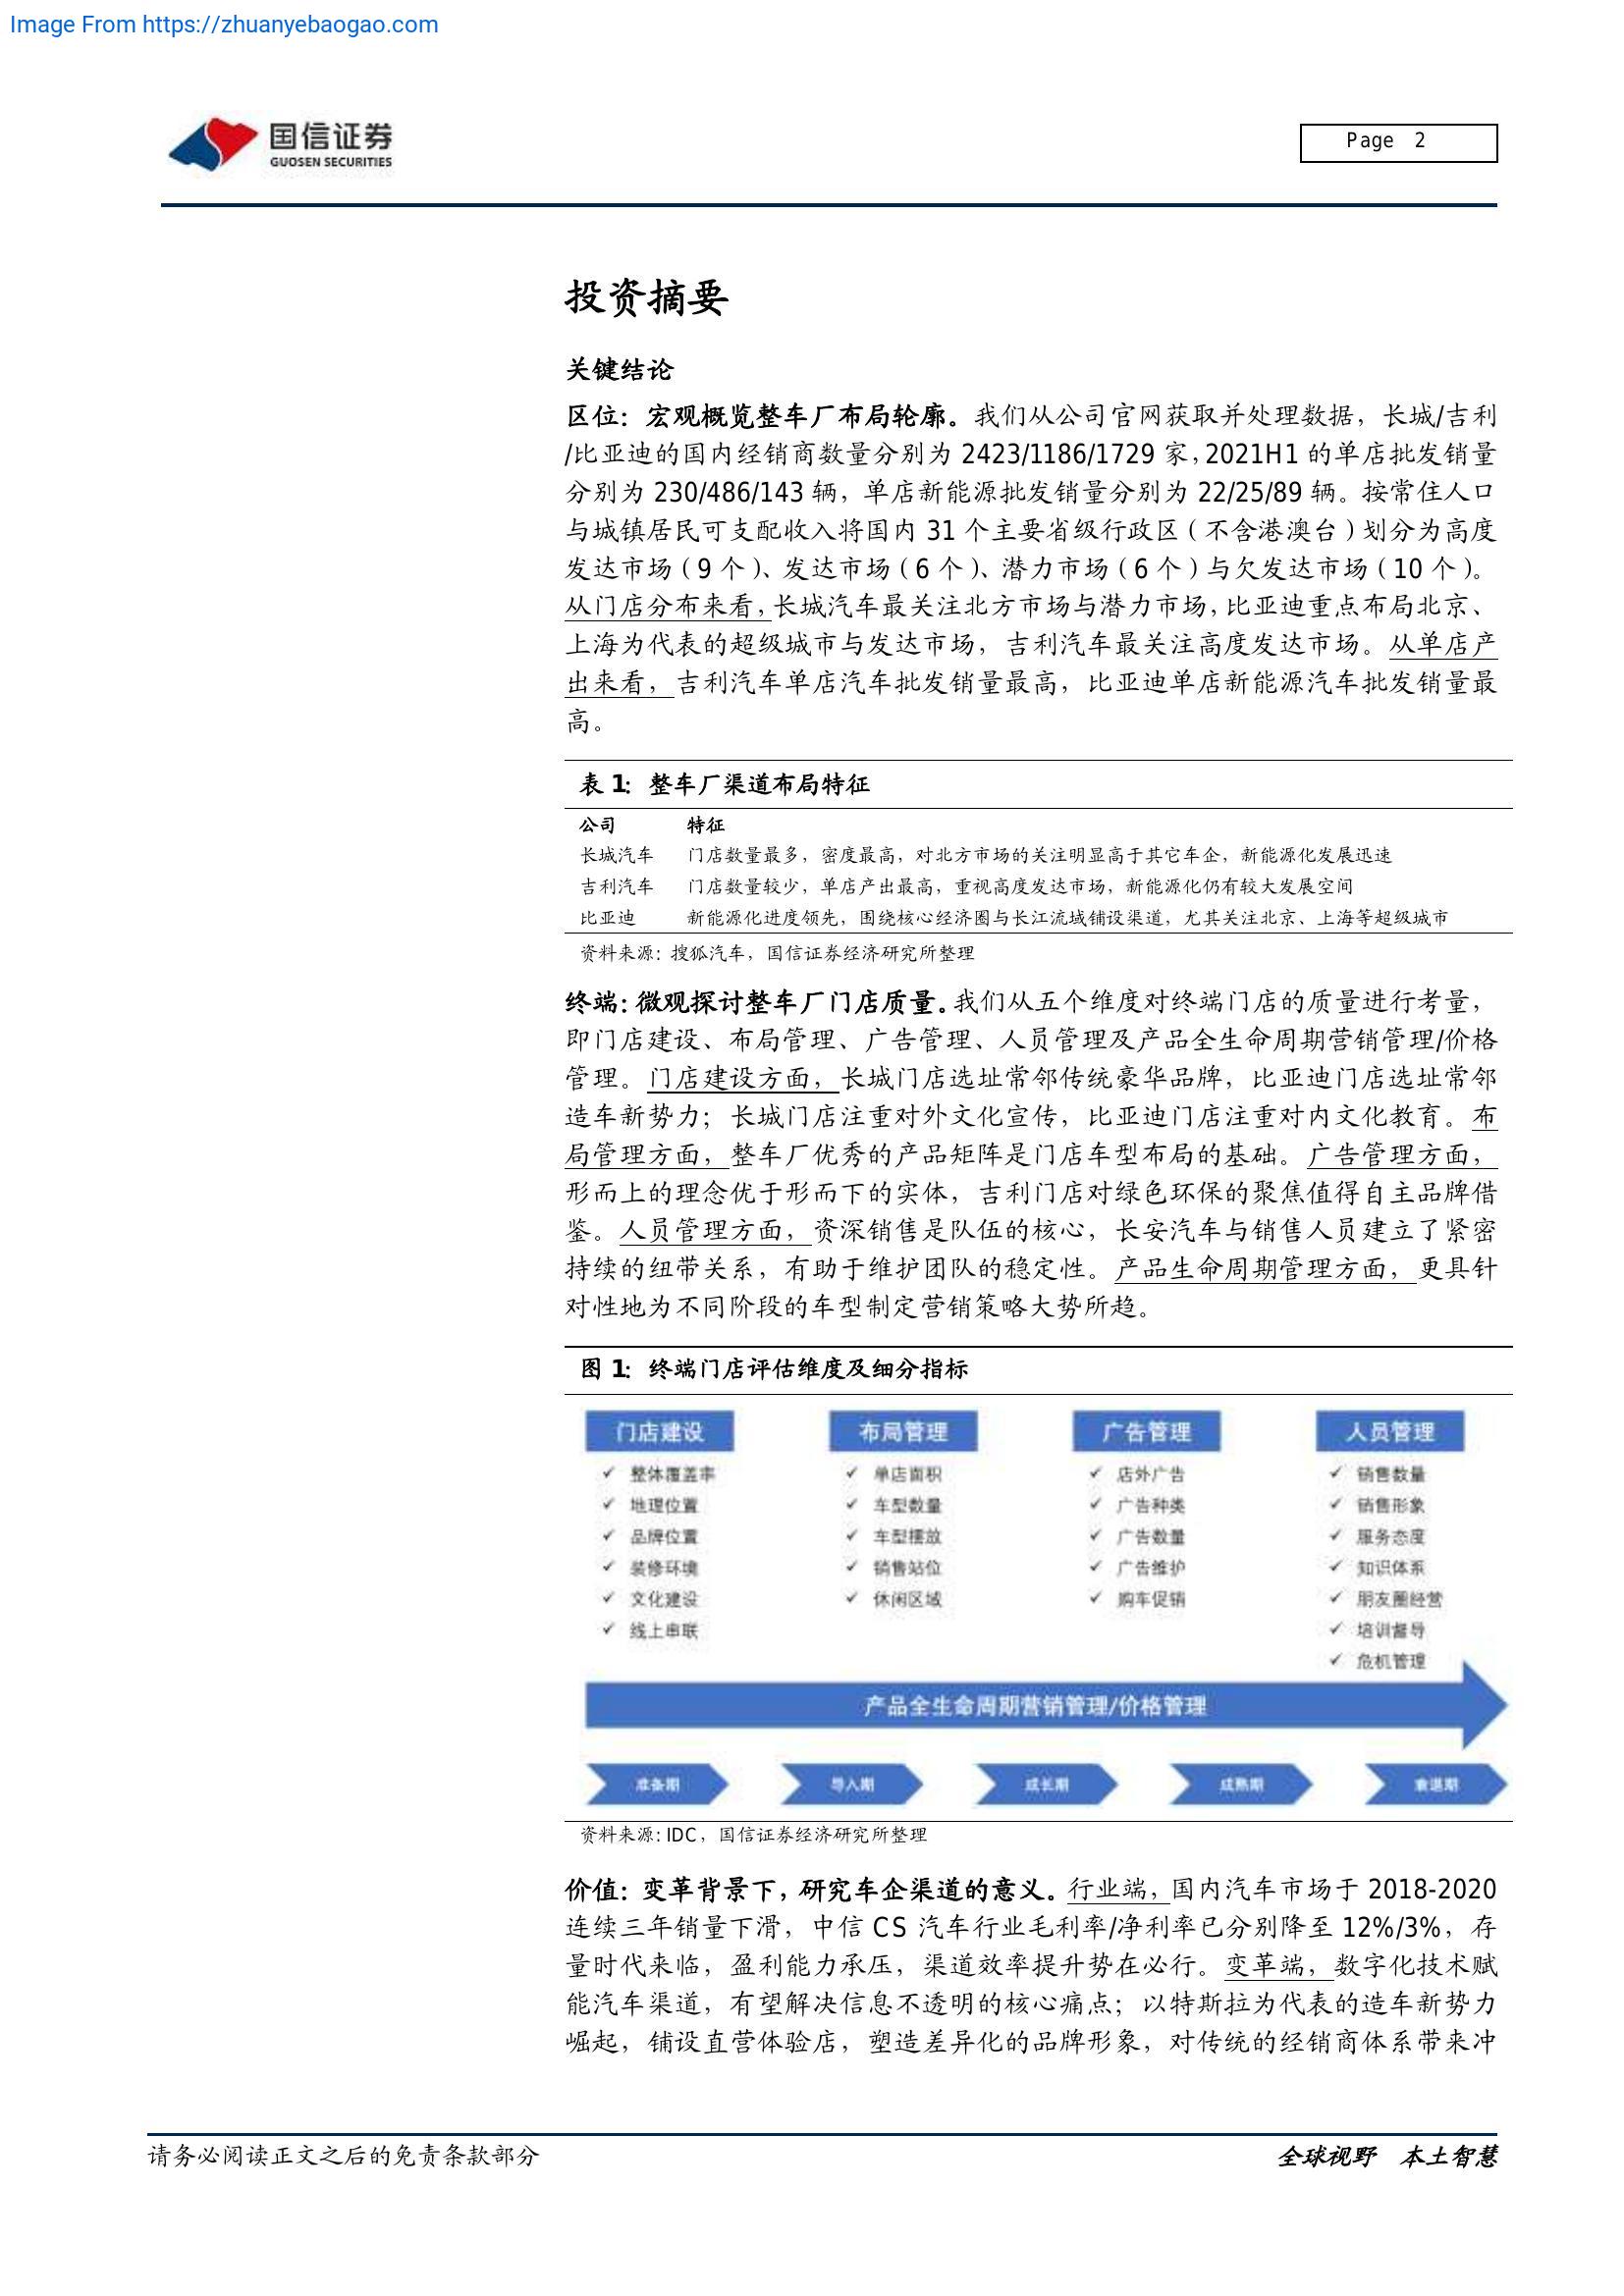 Image From https://zhuanyebaogao.com
国信证券
GUOSEN SECURITIES
Page 2
投资摘要
关键结论
区位：宏观概览整车厂布局轮廓。我们从公司官网获取并处理数据，长城/吉利
/比亚迪的国内经销商数量分别为 2423/1186/1729 家，2021H1 的单店批发销量
分别为 230/486/143 辆，单店新能源批发销量分别为 22/25/89 辆。按常住人口
与城镇居民可支配收入将国内 31 个主要省级行政区（不含港澳台）划分为高度
发达市场（9 个）、发达市场（6 个）、潜力市场（6 个）与欠发达市场（10 个）。
从门店分布来看，长城汽车最关注北方市场与潜力市场，比亚迪重点布局北京、
上海为代表的超级城市与发达市场，吉利汽车最关注高度发达市场。从单店产
出来看，吉利汽车单店汽车批发销量最高，比亚迪单店新能源汽车批发销量最
高。
表 1：整车厂渠道布局特征
公司 特征
长城汽车 门店数量最多，密度最高，对北方市场的关注明显高于其它车企，新能源化发展迅速
吉利汽车 门店数量较少，单店产出最高，重视高度发达市场，新能源化仍有较大发展空间
比亚迪 新能源化进度领先，围绕核心经济圈与长江流域铺设渠道，尤其关注北京、上海等超级城市
资料来源：搜狐汽车，国信证券经济研究所整理
终端：微观探讨整车厂门店质量。我们从五个维度对终端门店的质量进行考量，
即门店建设、布局管理、广告管理、人员管理及产品全生命周期营销管理/价格
管理。门店建设方面，长城门店选址常邻传统豪华品牌，比亚迪门店选址常邻
造车新势力；长城门店注重对外文化宣传，比亚迪门店注重对内文化教育。布
局管理方面，整车厂优秀的产品矩阵是门店车型布局的基础。广告管理方面，
形而上的理念优于形而下的实体，吉利门店对绿色环保的聚焦值得自主品牌借
鉴。人员管理方面，资深销售是队伍的核心，长安汽车与销售人员建立了紧密
持续的纽带关系，有助于维护团队的稳定性。产品生命周期管理方面，更具针
对性地为不同阶段的车型制定营销策略大势所趋。
图 1：终端门店评估维度及细分指标
门店建设 布局管理 广告管理 人员管理
✓ 整体覆盖率 ✓ 单店面积 ✓ 店外广告 ✓ 销售数量
✓ 地理位置 ✓ 车型数量 ✓ 广告种类 ✓ 销售形象
✓ 品牌位置 ✓ 车型摆放 ✓ 广告数量 ✓ 服务态度
✓ 装修环境 ✓ 销售站位 ✓ 广告维护 ✓ 知识体系
✓ 文化建设 ✓ 休闲区域 ✓ 购车促销 ✓ 朋友圈经营
✓ 线上串联 ✓ 培训督导
✓ 危机管理
产品全生命周期营销管理/价格管理
准备期 导入期 成长期 成熟期 衰退期
资料来源：IDC，国信证券经济研究所整理
价值：变革背景下，研究车企渠道的意义。行业端，国内汽车市场于 2018-2020
连续三年销量下滑，中信 CS 汽车行业毛利率/净利率已分别降至 12%/3%，存
量时代来临，盈利能力承压，渠道效率提升势在必行。变革端，数字化技术赋
能汽车渠道，有望解决信息不透明的核心痛点；以特斯拉为代表的造车新势力
崛起，铺设直营体验店，塑造差异化的品牌形象，对传统的经销商体系带来冲
请务必阅读正文之后的免责条款部分
全球视野 本土智慧